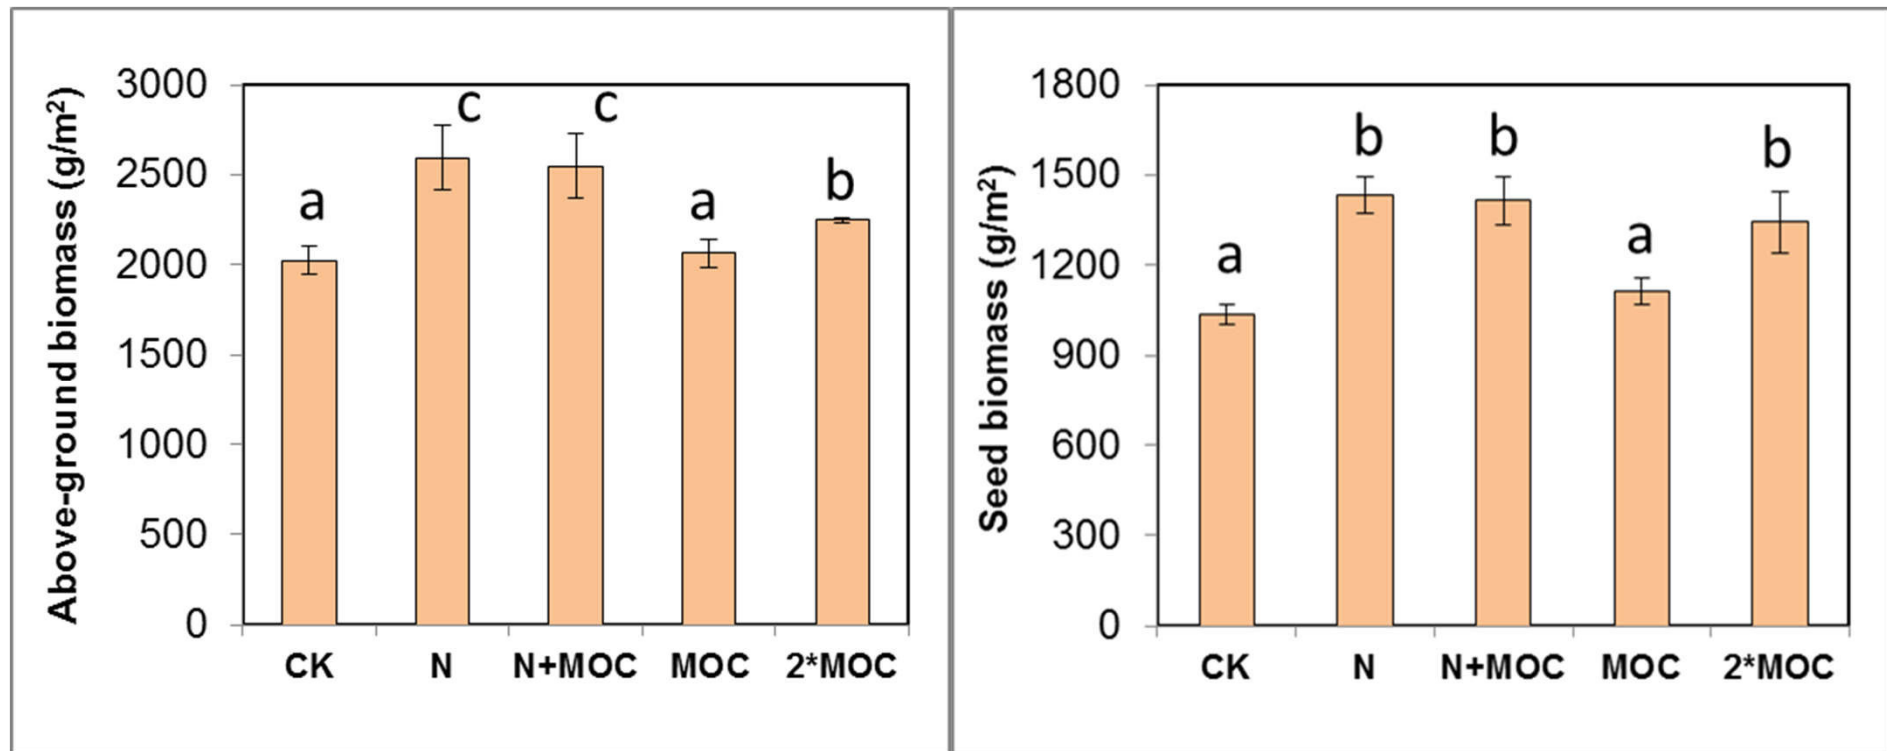 Above-ground biomass (g/m²)
3000
2500
2000
1500
1000
500
0
a
c
c
a
b
CK N N+MOC MOC 2*MOC
Seed biomass (g/m²)
1800
1500
1200
900
600
300
0
a
b
b
a
b
CK N N+MOC MOC 2*MOC